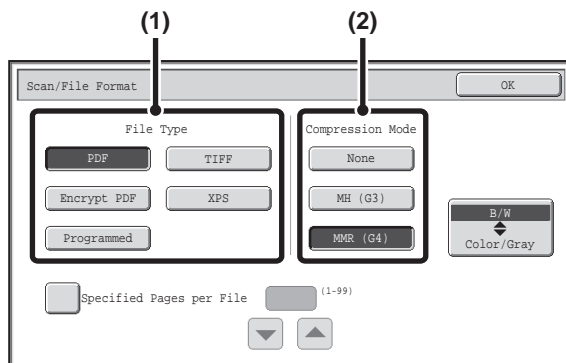 (1) (2)
Scan/File Format OK
File Type Compression Mode
PDF TIFF None
Encrypt PDF XPS MH (G3)
B/W
Programmed MMR (G4) Color/Gray
Specified Pages per File (1-99)